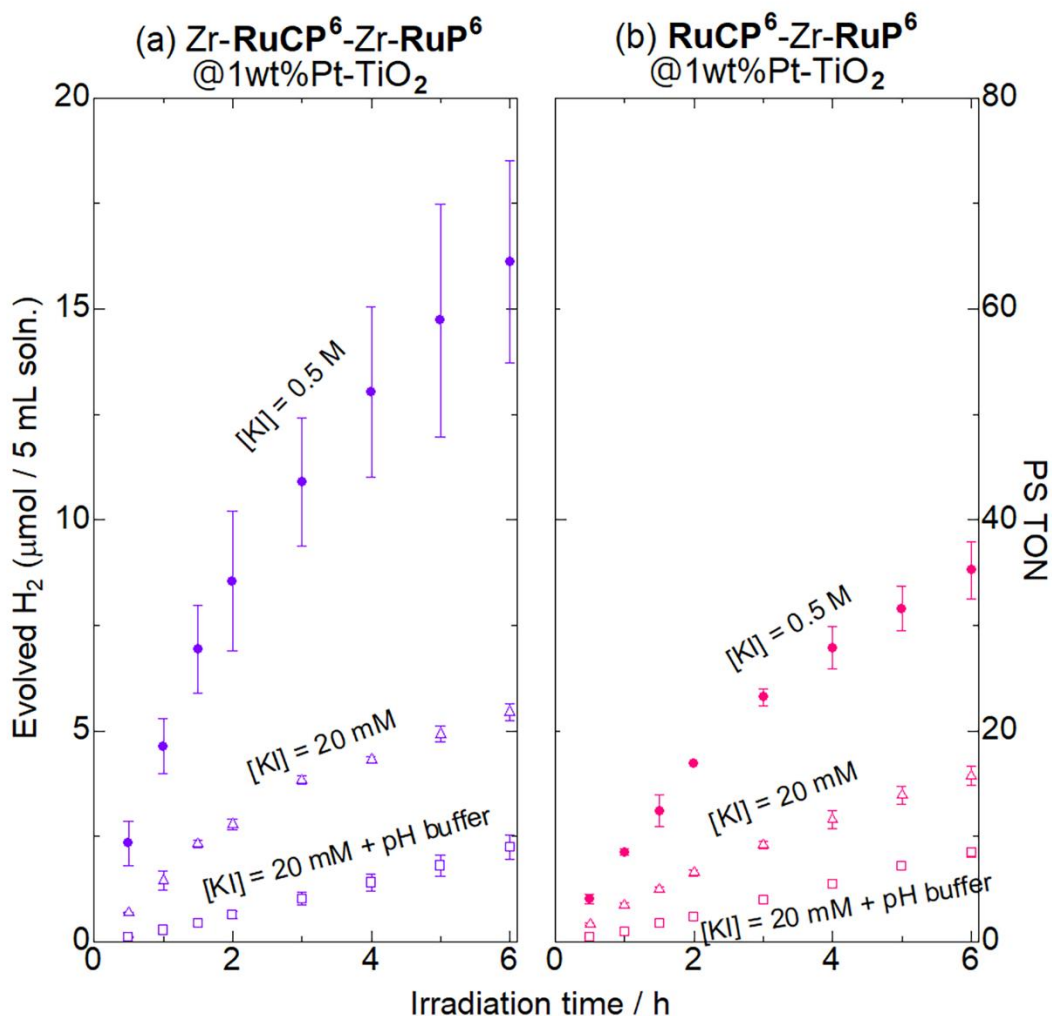 (a) Zr-RuCP⁶-Zr-RuP⁶
@1wt%Pt-TiO₂
(b) RuCP⁶-Zr-RuP⁶
@1wt%Pt-TiO₂
Evolved H₂ (μmol / 5 mL soln.)
20
15
10
5
0
[KI] = 0.5 M
[KI] = 20 mM
[KI] = 20 mM + pH buffer
0 2 4 6
[KI] = 0.5 M
[KI] = 20 mM
[KI] = 20 mM + pH buffer
0 2 4 6
80
60
40
20
0
PS TON
Irradiation time / h